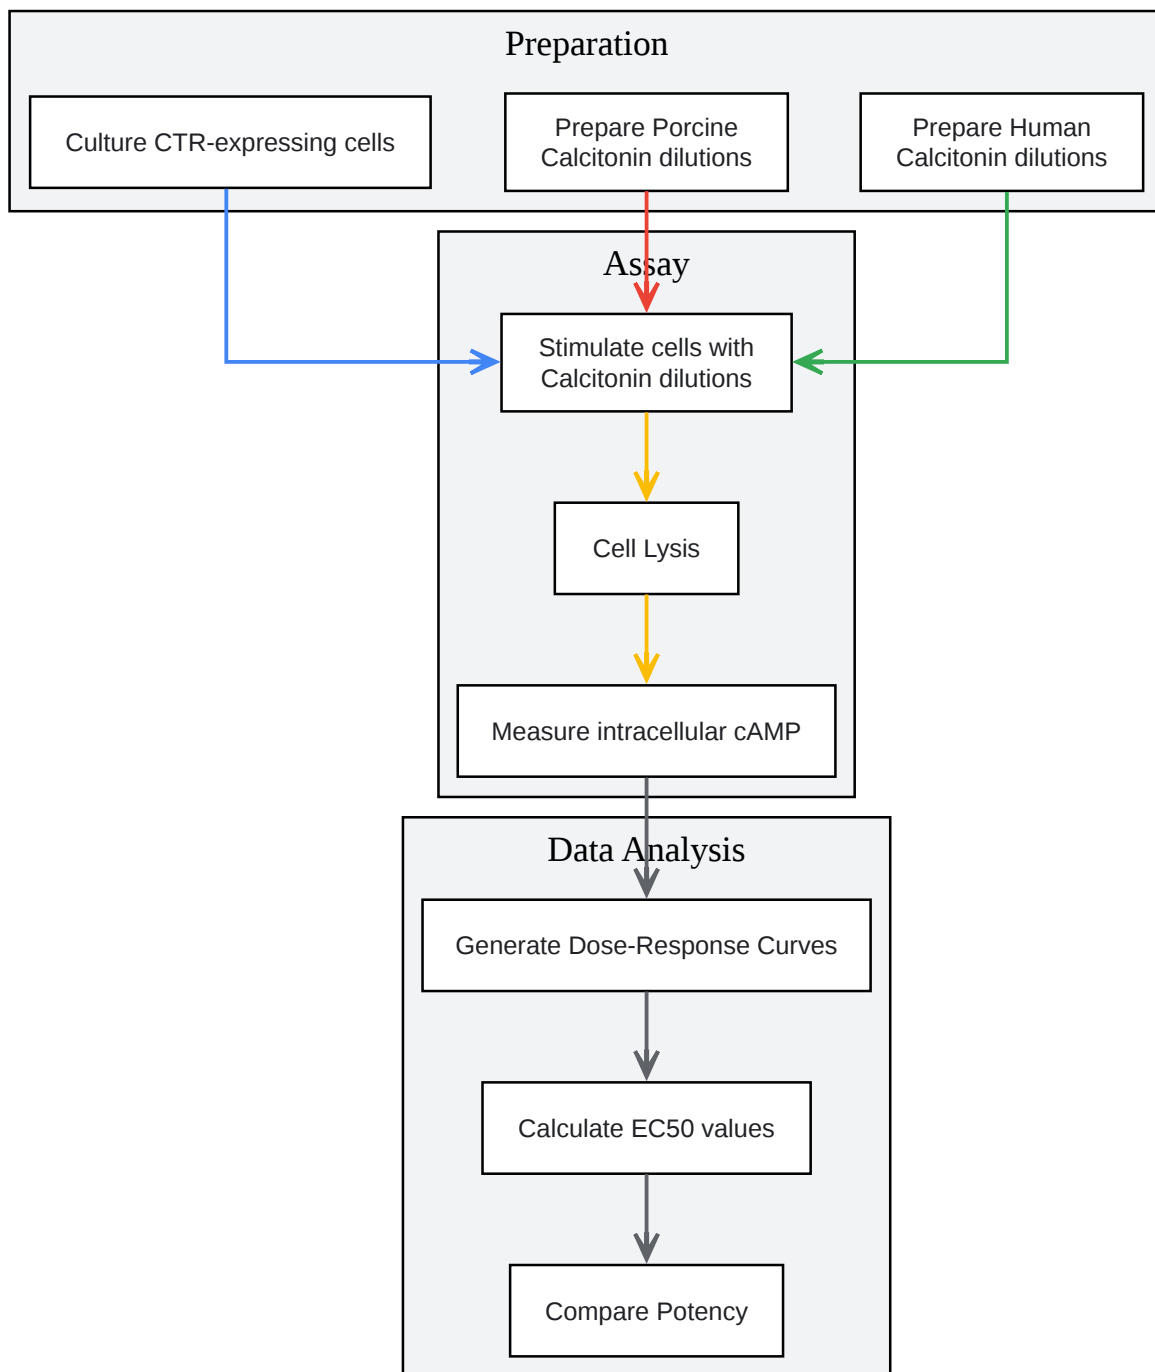 Preparation
Culture CTR-expressing cells
Prepare Porcine
Calcitonin dilutions
Prepare Human
Calcitonin dilutions
Assay
Stimulate cells with
Calcitonin dilutions
Cell Lysis
Measure intracellular cAMP
Data Analysis
Generate Dose-Response Curves
Calculate EC50 values
Compare Potency